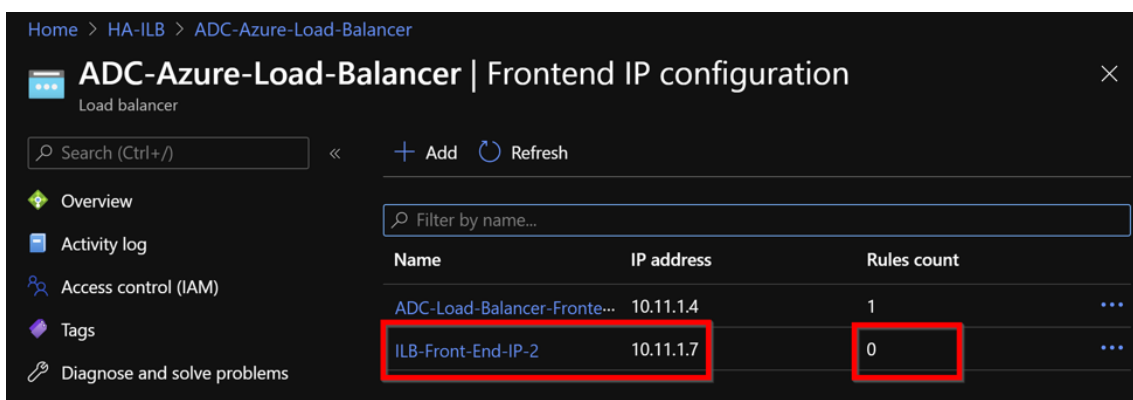 Home > HA-ILB > ADC-Azure-Load-Balancer
ADC-Azure-Load-Balancer | Frontend IP configuration
Load balancer
Search (Ctrl+/)
«
+ Add Refresh
Overview
Activity log
Access control (IAM)
Tags
Diagnose and solve problems
Filter by name...
Name IP address Rules count
ADC-Load-Balancer-Fronte... 10.11.1.4 1 ...
ILB-Front-End-IP-2 10.11.1.7 0 ...